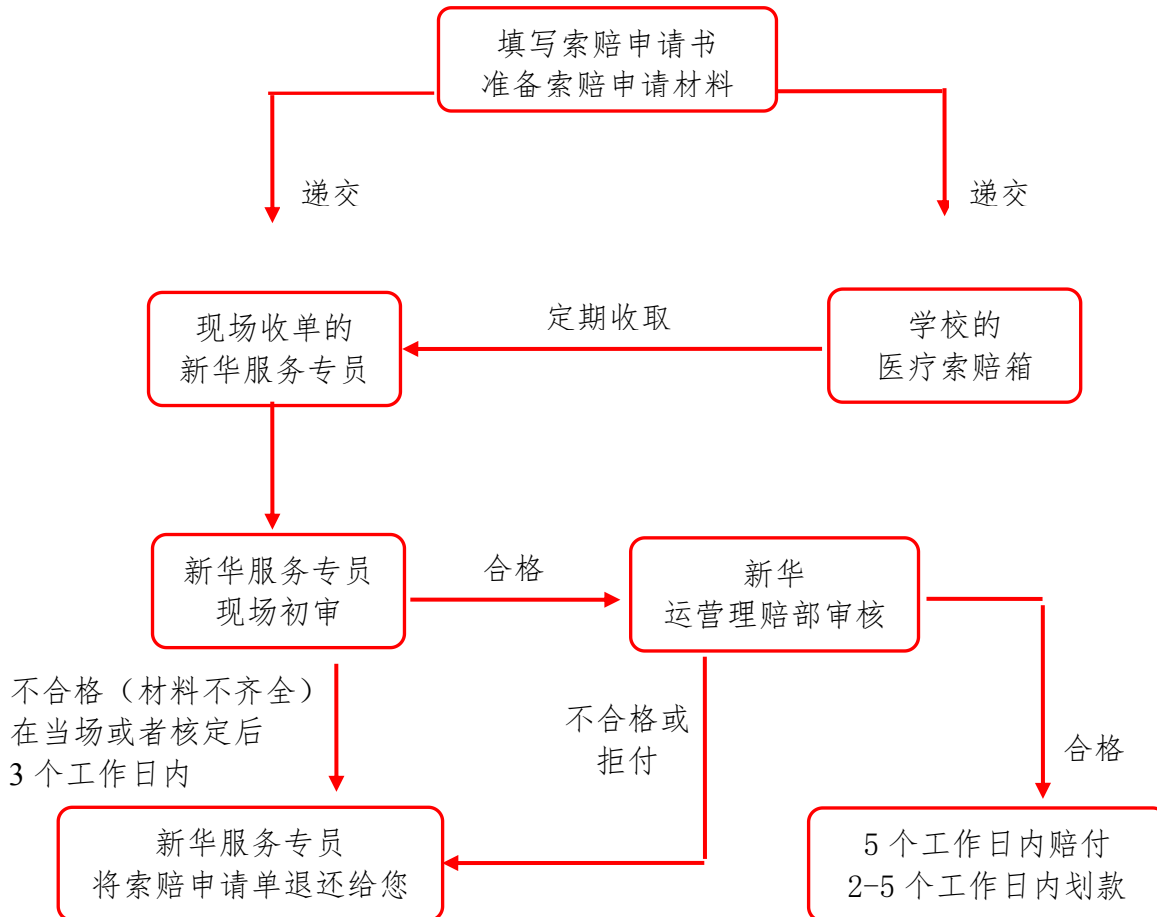 填写索赔申请书
准备索赔申请材料
递交
递交
现场收单的
新华服务专员
定期收取
学校的
医疗索赔箱
新华服务专员
现场初审
合格
新华
运营理赔部审核
不合格（材料不齐全）
在当场或者核定后
3 个工作日内
不合格或
拒付
合格
新华服务专员
将索赔申请单退还给您
5 个工作日内赔付
2-5 个工作日内划款